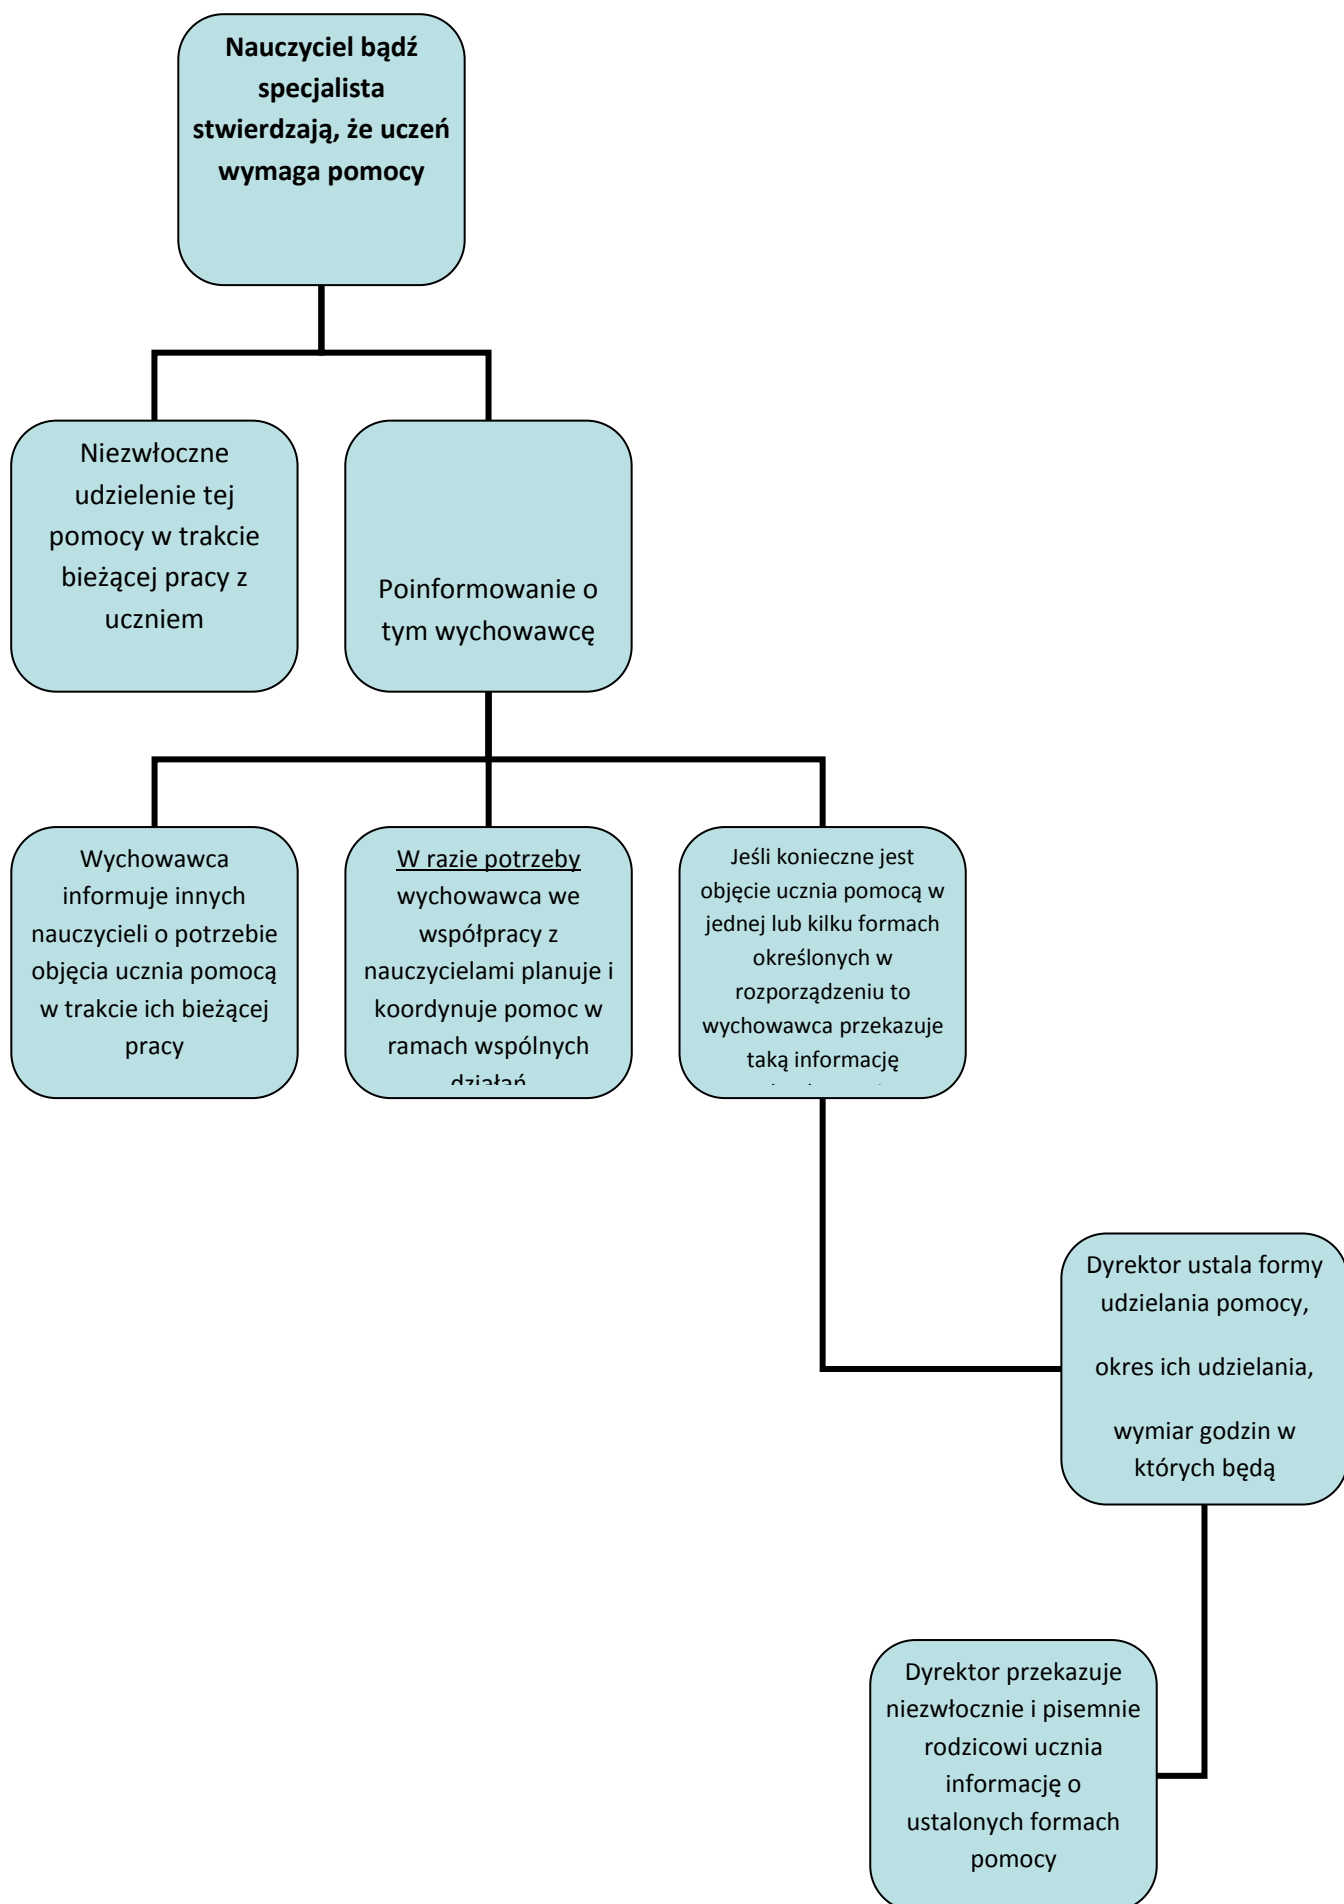 Nauczyciel bądź
specjalista
stwierdzają, że uczeń
wymaga pomocy
Niezwłoczne
udzielenie tej
pomocy w trakcie
bieżącej pracy z
uczniem
Poinformowanie o
tym wychowawcę
Wychowawca
informuje innych
nauczycieli o potrzebie
objęcia ucznia pomocą
w trakcie ich bieżącej
pracy
W razie potrzeby
wychowawca we
współpracy z
nauczycielami planuje i
koordynuje pomoc w
ramach wspólnych
działań
Jeśli konieczne jest
objęcie ucznia pomocą w
jednej lub kilku formach
określonych w
rozporządzeniu to
wychowawca przekazuje
taką informację
Dyrektor ustala formy
udzielania pomocy,
okres ich udzielania,
wymiar godzin w
których będą
Dyrektor przekazuje
niezwłocznie i pisemnie
rodzicowi ucznia
informację o
ustalonych formach
pomocy